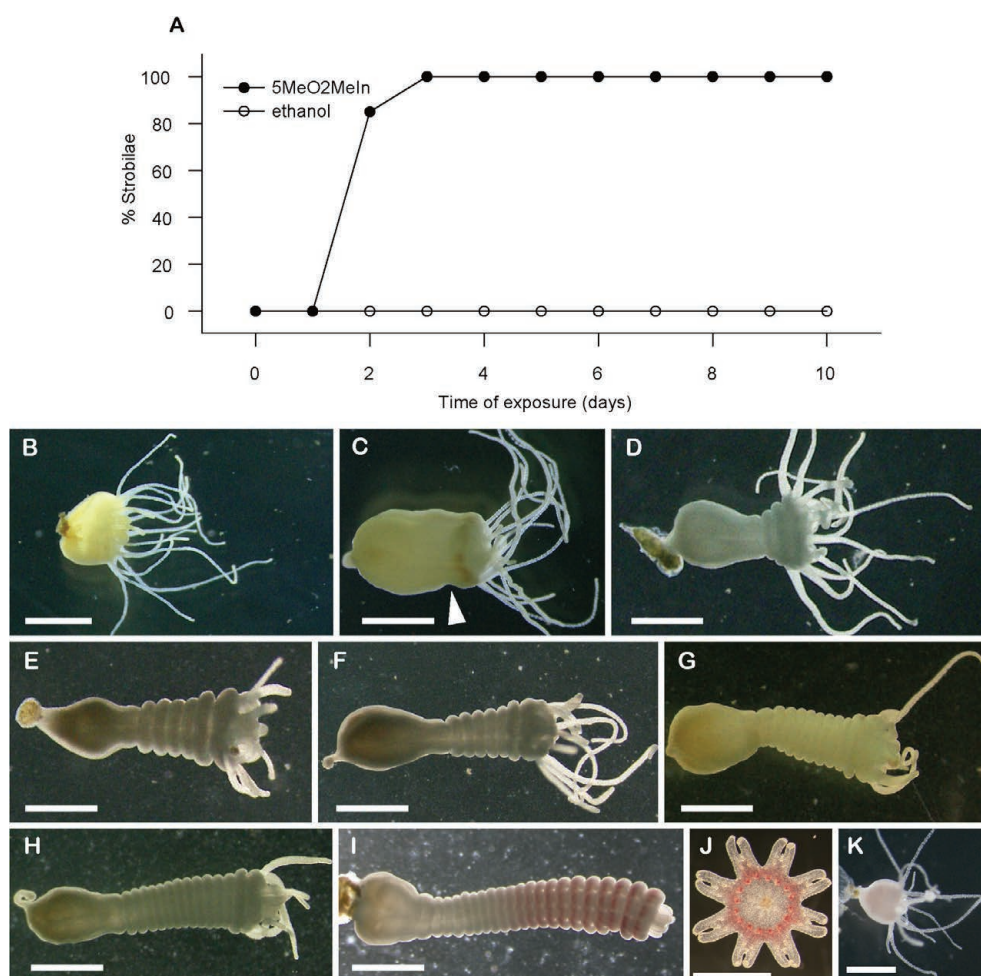 A
100
80
60
40
20
0
% Strobilae
5MeO2MeIn
ethanol
0 2 4 6 8 10
Time of exposure (days)
B C D
E F G
H I J K